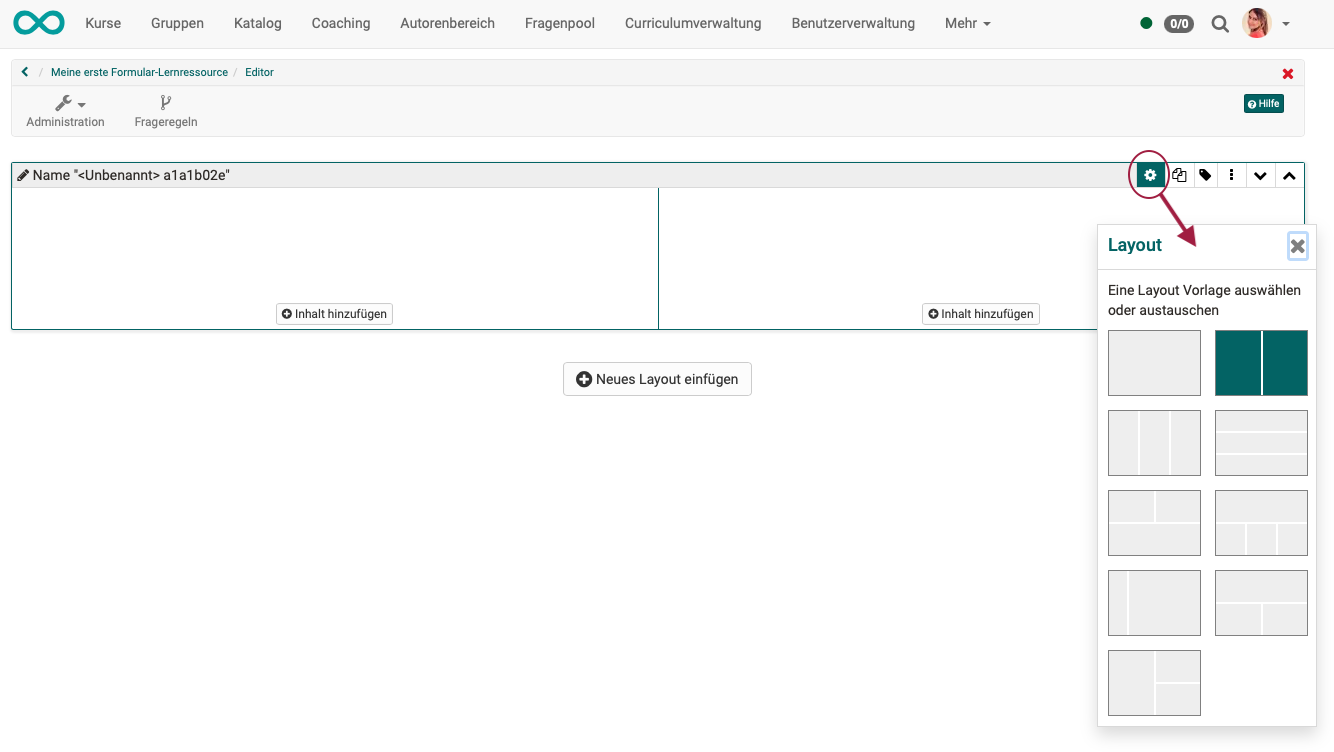 Kurse Gruppen Katalog Coaching Autorenbereich Fragenpool Curriculumverwaltung Benutzerverwaltung Mehr 0/0
/ Meine erste Formular-Lernressource / Editor
Administration Frageregeln Hilfe
Name "<Unbenannt> a1a1b02e"
Layout
Eine Layout Vorlage auswählen
oder austauschen
Inhalt hinzufügen Inhalt hinzufügen
Neues Layout einfügen